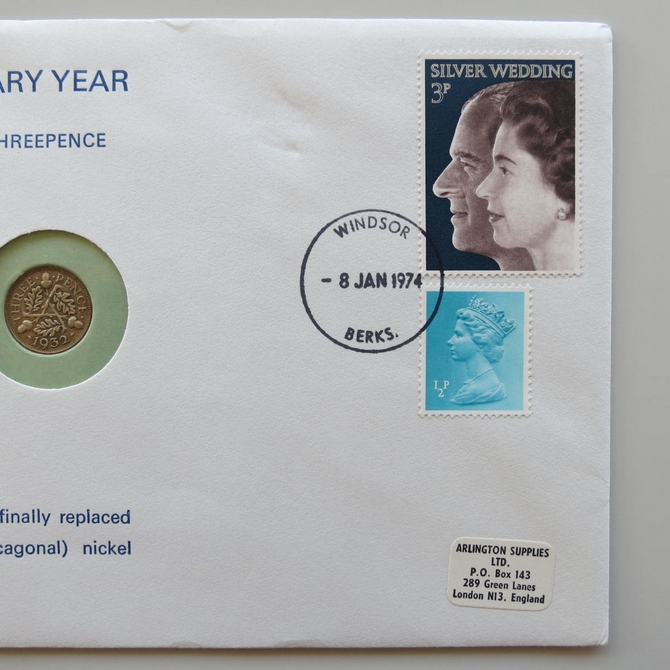 ARY YEAR
HREEPENCE
THREE · PENCE
· 1932 ·
finally replaced
cagonal) nickel
WINDSOR
- 8 JAN 1974
BERKS.
SILVER WEDDING
3P
½P
ARLINGTON SUPPLIES
LTD.
P.O. Box 143
289 Green Lanes
London N13. England